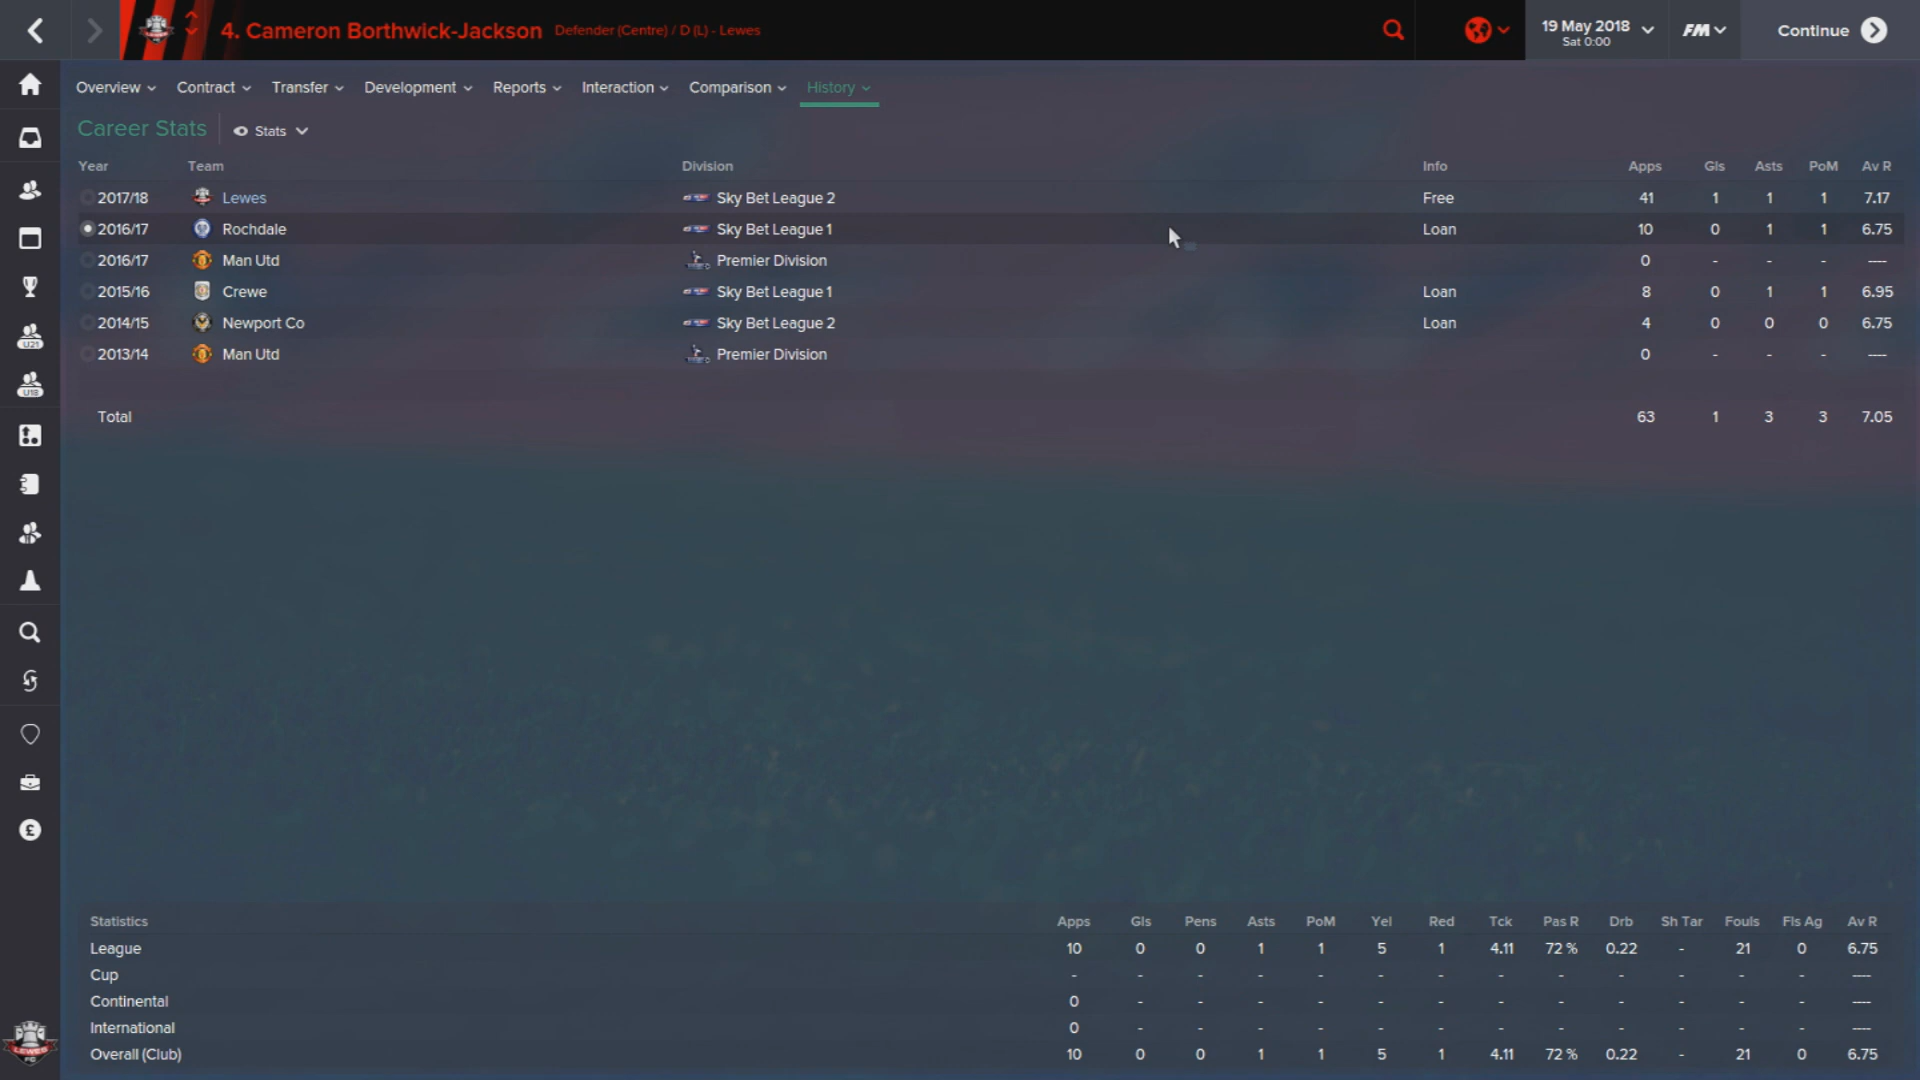 4. Cameron Borthwick-Jackson Defender (Centre) / D (L) - Lewes
19 May 2018
Sat 0:00
FM
Continue
Overview Contract Transfer Development Reports Interaction Comparison History
Career Stats Stats
Year Team Division Info Apps Gls Asts PoM Av R
2017/18 Lewes Sky Bet League 2 Free 41 1 1 1 7.17
2016/17 Rochdale Sky Bet League 1 Loan 10 0 1 1 6.75
2016/17 Man Utd Premier Division 0 - - - ----
2015/16 Crewe Sky Bet League 1 Loan 8 0 1 1 6.95
2014/15 Newport Co Sky Bet League 2 Loan 4 0 0 0 6.75
2013/14 Man Utd Premier Division 0 - - - ----
Total 63 1 3 3 7.05
U21
U18
Statistics Apps Gls Pens Asts PoM Yel Red Tck Pas R Drb Sh Tar Fouls Fls Ag Av R
League 10 0 0 1 1 5 1 4.11 72 % 0.22 - 21 0 6.75
Cup - - - - - - - - - - - - - ----
Continental 0 - - - - - - - - - - - - ----
International 0 - - - - - - - - - - - - ----
Overall (Club) 10 0 0 1 1 5 1 4.11 72 % 0.22 - 21 0 6.75
LEWES
FC